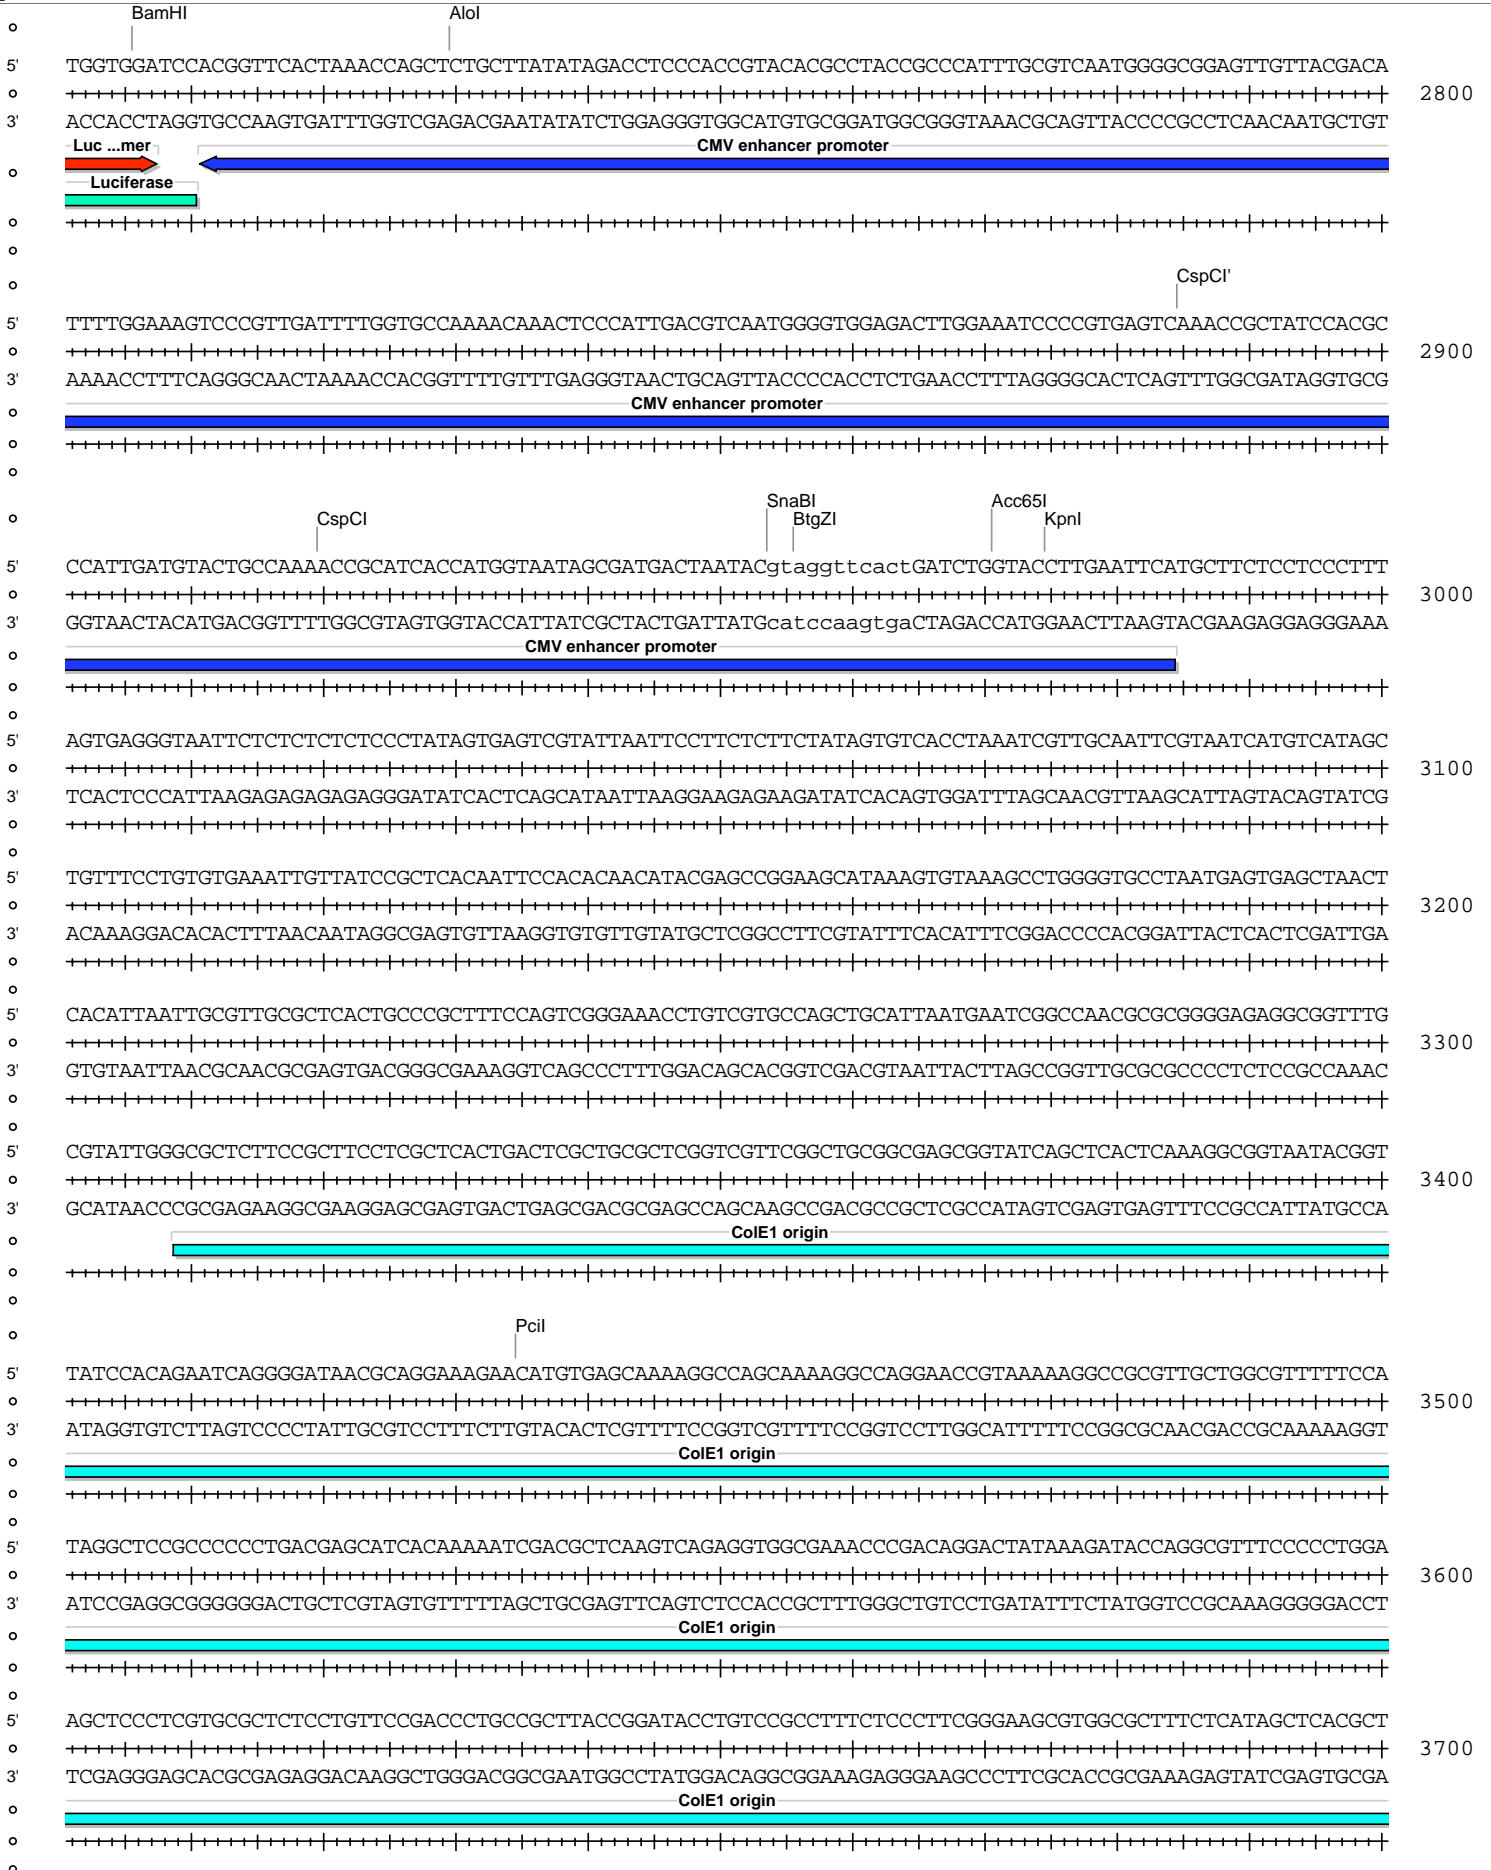 BamHI AloI
5' TGGTGGATCCACGGTTCACTAAACCAGCTCTGCTTATATAGACCTCCCACCGTACACGCCTACCGCCCATTTGCGTCAATGGGGCGGAGTTGTTACGACA
2800
3' ACCACCTAGGTGCCAAGTGATTTGGTCGAGACGAATATATCTGGAGGGTGGCATGTGCGGATGGCGGGTAAACGCAGTTACCCCGCCTCAACAATGCTGT
Luc ...mer CMV enhancer promoter
Luciferase
CspCI'
5' TTTTGGAAAGTCCCGTTGATTTTGGTGCCAAAACAAACTCCCATTGACGTCAATGGGGTGGAGACTTGGAAATCCCCGTGAGTCAAACCGCTATCCACGC
2900
3' AAAACCTTTCAGGGCAACTAAAACCACGGTTTTGTTTGAGGGTAACTGCAGTTACCCCACCTCTGAACCTTTAGGGGCACTCAGTTTGGCGATAGGTGCG
CMV enhancer promoter
SnaBI Acc65I
CspCI BtgZI KpnI
5' CCATTGATGTACTGCCAAAACCGCATCACCATGGTAATAGCGATGACTAATACgtaggttcactGATCTGGTACCTTGAATTCATGCTTCTCCTCCCTTT
3000
3' GGTAACTACATGACGGTTTTGGCGTAGTGGTACCATTATCGCTACTGATTATGcatccaagtgaCTAGACCATGGAACTTAAGTACGAAGAGGAGGGAAA
CMV enhancer promoter
5' AGTGAGGGTAATTCTCTCTCTCTCCCTATAGTGAGTCGTATTAATTCCTTCTCTTCTATAGTGTCACCTAAATCGTTGCAATTCGTAATCATGTCATAGC
3100
3' TCACTCCCATTAAGAGAGAGAGAGGGATATCACTCAGCATAATTAAGGAAGAGAAGATATCACAGTGGATTTAGCAACGTTAAGCATTAGTACAGTATCG
5' TGTTTCCTGTGTGAAATTGTTATCCGCTCACAATTCCACACAACATACGAGCCGGAAGCATAAAGTGTAAAGCCTGGGGTGCCTAATGAGTGAGCTAACT
3200
3' ACAAAGGACACACTTTAACAATAGGCGAGTGTTAAGGTGTGTTGTATGCTCGGCCTTCGTATTTCACATTTCGGACCCCACGGATTACTCACTCGATTGA
5' CACATTAATTGCGTTGCGCTCACTGCCCGCTTTCCAGTCGGGAAACCTGTCGTGCCAGCTGCATTAATGAATCGGCCAACGCGCGGGGAGAGGCGGTTTG
3300
3' GTGTAATTAACGCAACGCGAGTGACGGGCGAAAGGTCAGCCCTTTGGACAGCACGGTCGACGTAATTACTTAGCCGGTTGCGCGCCCCTCTCCGCCAAAC
5' CGTATTGGGCGCTCTTCCGCTTCCTCGCTCACTGACTCGCTGCGCTCGGTCGTTCGGCTGCGGCGAGCGGTATCAGCTCACTCAAAGGCGGTAATACGGT
3400
3' GCATAACCCGCGAGAAGGCGAAGGAGCGAGTGACTGAGCGACGCGAGCCAGCAAGCCGACGCCGCTCGCCATAGTCGAGTGAGTTTCCGCCATTATGCCA
ColE1 origin
PciI
5' TATCCACAGAATCAGGGGATAACGCAGGAAAGAACATGTGAGCAAAAGGCCAGCAAAAGGCCAGGAACCGTAAAAAGGCCGCGTTGCTGGCGTTTTTCCA
3500
3' ATAGGTGTCTTAGTCCCCTATTGCGTCCTTTCTTGTACACTCGTTTTCCGGTCGTTTTCCGGTCCTTGGCATTTTTCCGGCGCAACGACCGCAAAAAGGT
ColE1 origin
5' TAGGCTCCGCCCCCCTGACGAGCATCACAAAAATCGACGCTCAAGTCAGAGGTGGCGAAACCCGACAGGACTATAAAGATACCAGGCGTTTCCCCCTGGA
3600
3' ATCCGAGGCGGGGGGACTGCTCGTAGTGTTTTTAGCTGCGAGTTCAGTCTCCACCGCTTTGGGCTGTCCTGATATTTCTATGGTCCGCAAAGGGGGACCT
ColE1 origin
5' AGCTCCCTCGTGCGCTCTCCTGTTCCGACCCTGCCGCTTACCGGATACCTGTCCGCCTTTCTCCCTTCGGGAAGCGTGGCGCTTTCTCATAGCTCACGCT
3700
3' TCGAGGGAGCACGCGAGAGGACAAGGCTGGGACGGCGAATGGCCTATGGACAGGCGGAAAGAGGGAAGCCCTTCGCACCGCGAAAGAGTATCGAGTGCGA
ColE1 origin